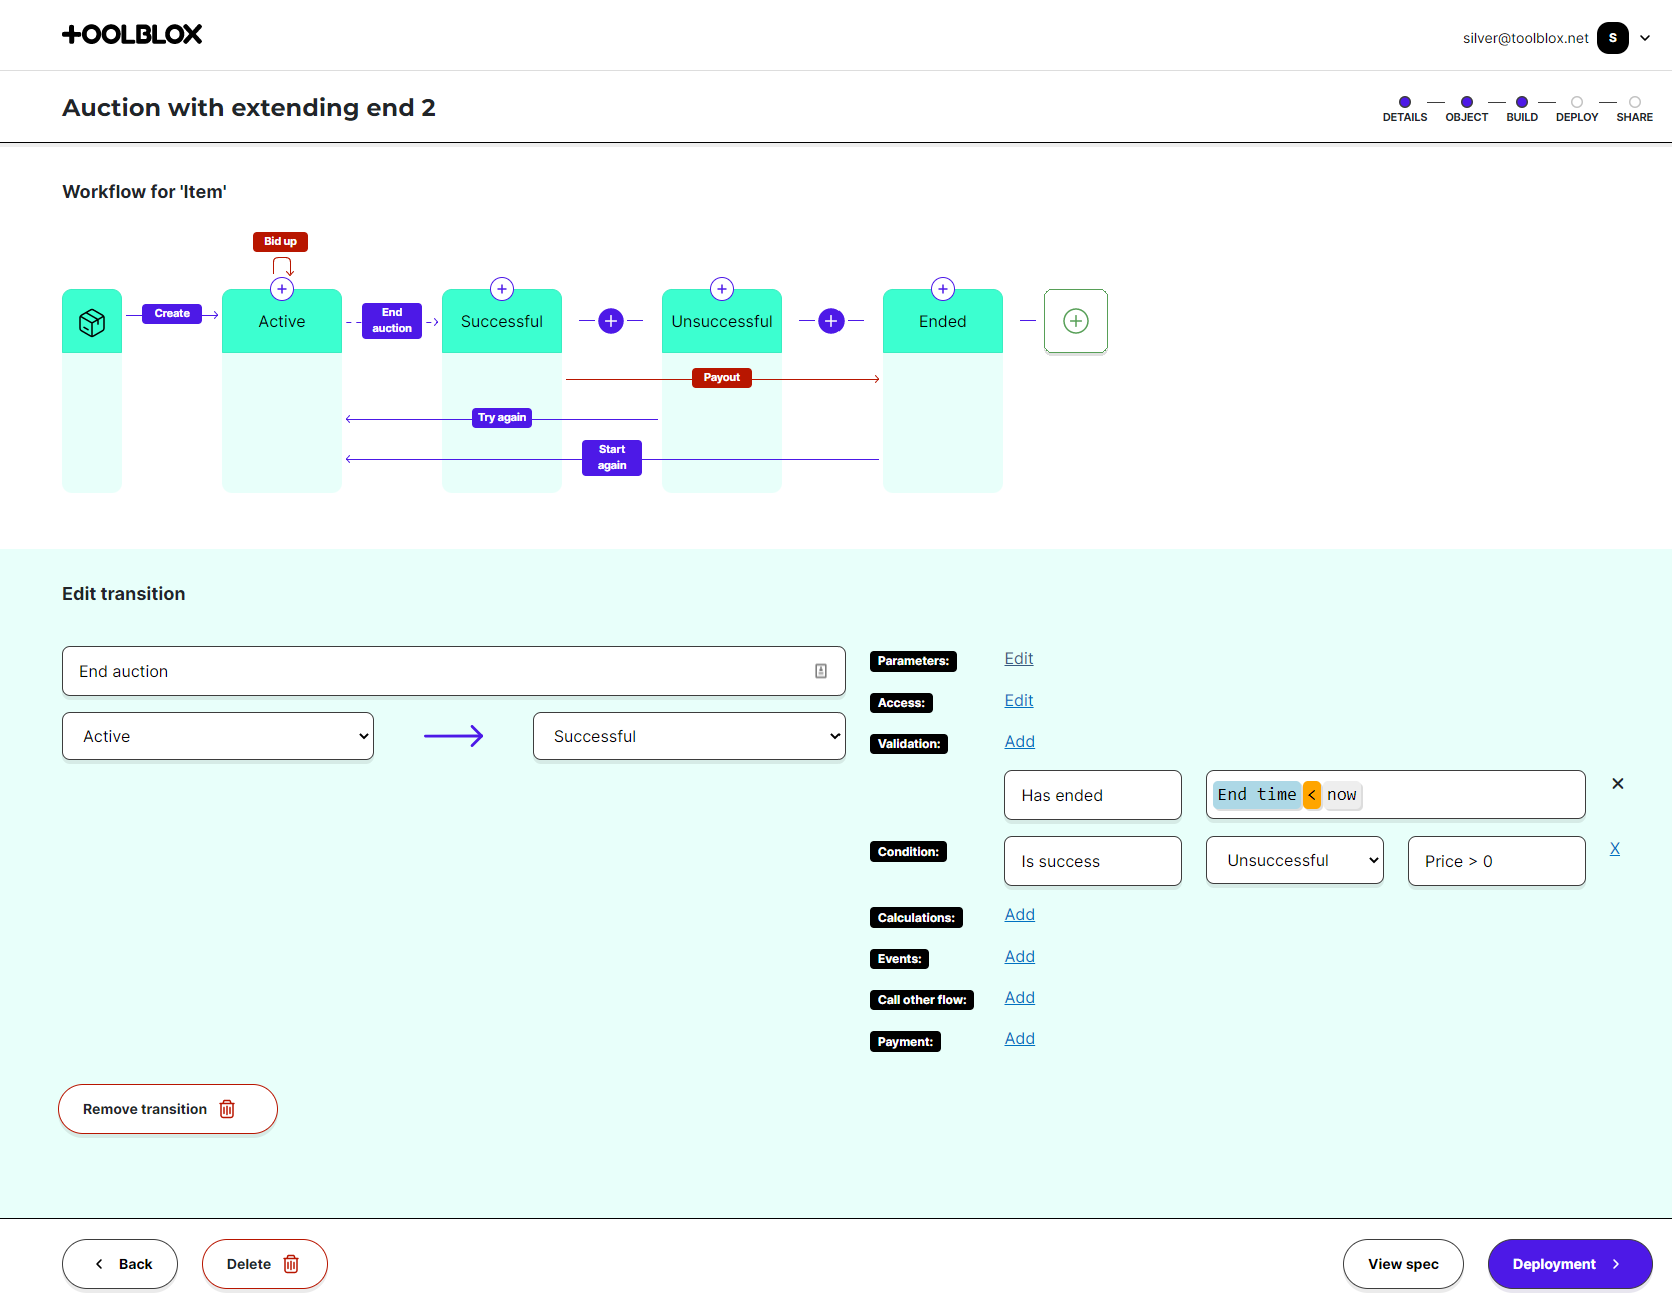 TOOLBLOX
silver@toolblox.net S
Auction with extending end 2
DETAILS OBJECT BUILD DEPLOY SHARE
Workflow for 'Item'
Bid up
Create
Active
End
auction
Successful
Unsuccessful
Ended
Payout
Try again
Start
again
Edit transition
End auction
Active
Successful
Parameters: Edit
Access: Edit
Validation: Add
Has ended End time < now
Condition: Is success Unsuccessful Price > 0 X
Calculations: Add
Events: Add
Call other flow: Add
Payment: Add
Remove transition
Back Delete View spec Deployment